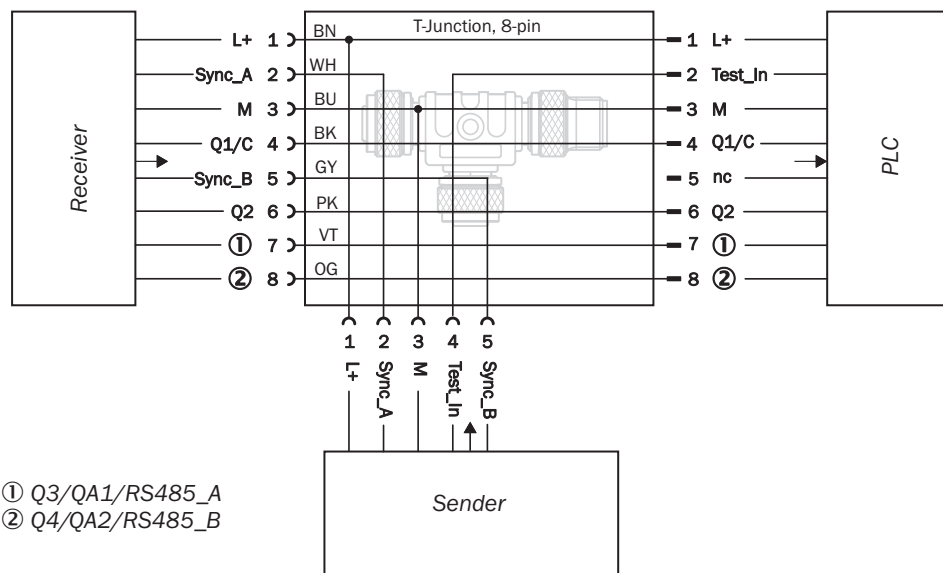 T-Junction, 8-pin
L+ 1 BN 1 L+
Sync_A 2 WH 2 Test_In
M 3 BU 3 M
Q1/C 4 BK 4 Q1/C
Sync_B 5 GY 5 nc
Q2 6 PK 6 Q2
① 7 VT 7 ①
② 8 OG 8 ②
Receiver
PLC
1 2 3 4 5
L+ Sync_A M Test_In Sync_B
Sender
① Q3/QA1/RS485_A
② Q4/QA2/RS485_B